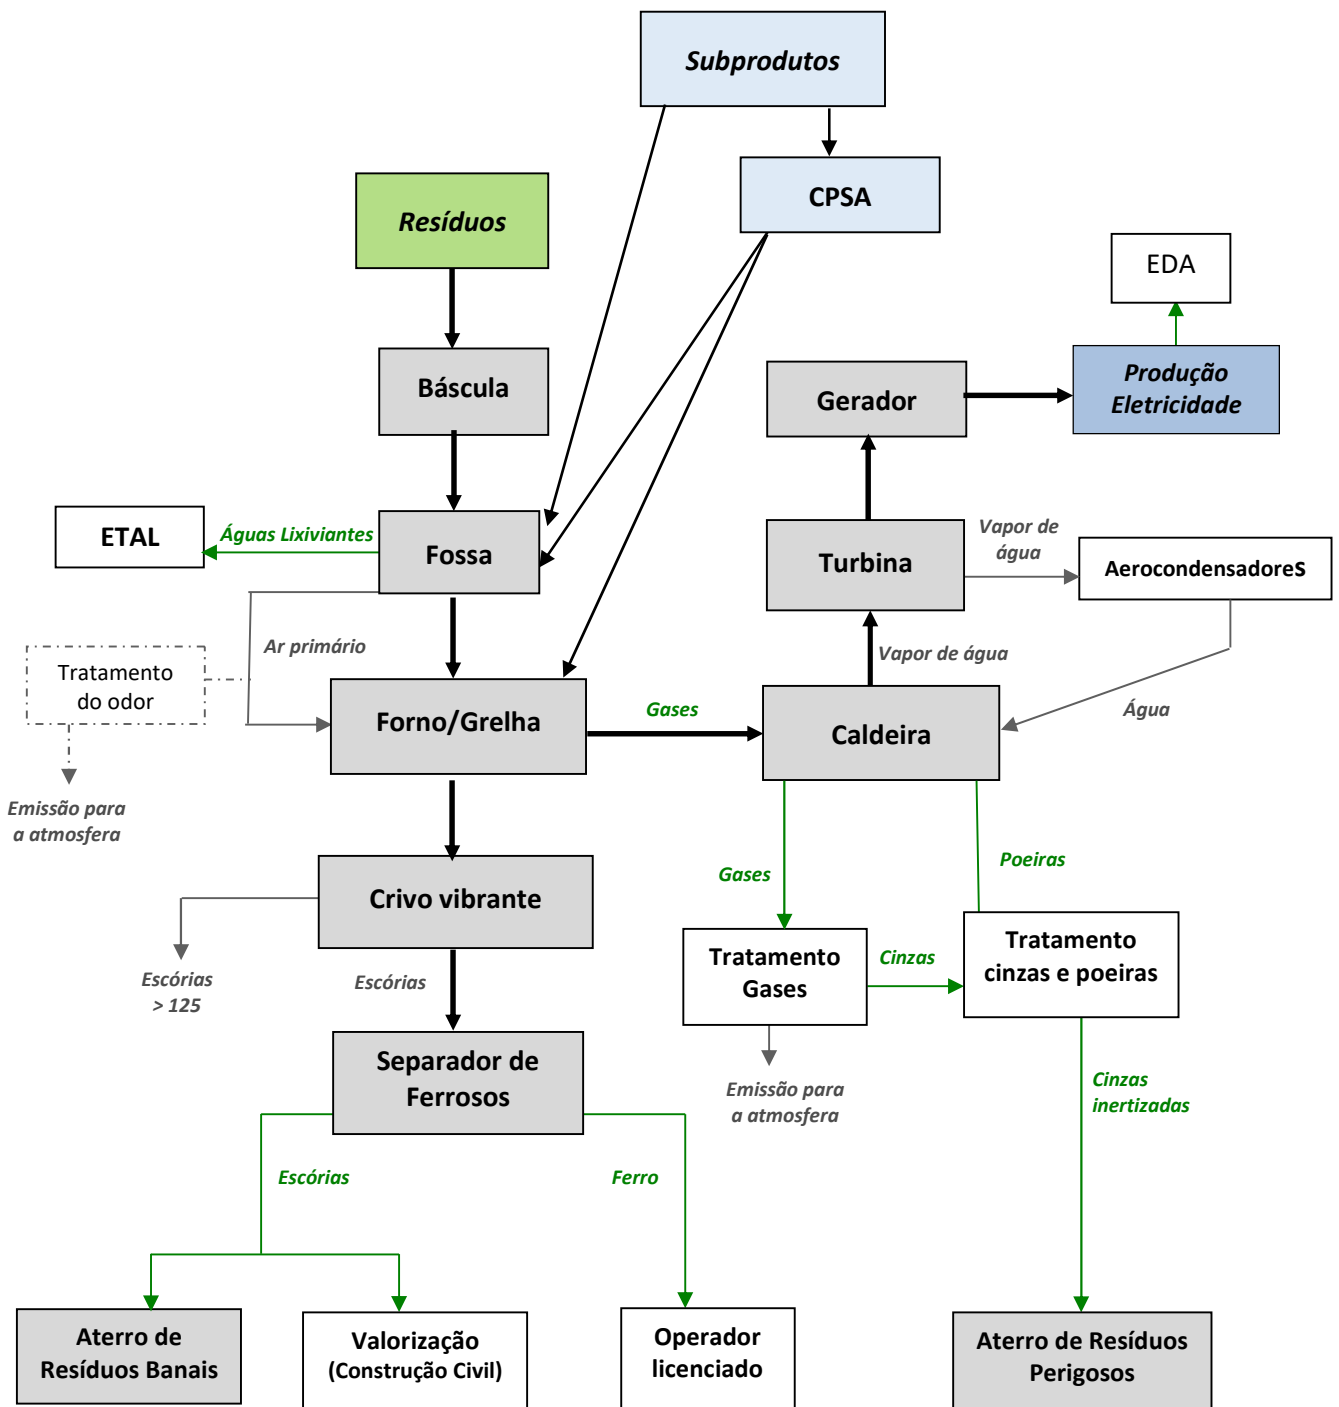 Subprodutos
CPSA
Resíduos
EDA
Báscula
Gerador
Produção
Eletricidade
ETAL
Águas Lixiviantes
Fossa
Turbina
Vapor de
água
AerocondensadoreS
Ar primário
Vapor de água
Tratamento
do odor
Forno/Grelha
Gases
Caldeira
Água
Emissão para
a atmosfera
Crivo vibrante
Gases
Poeiras
Escórias
> 125
Escórias
Tratamento
Gases
Cinzas
Tratamento
cinzas e poeiras
Separador de
Ferrosos
Emissão para
a atmosfera
Cinzas
inertizadas
Escórias
Ferro
Aterro de
Resíduos Banais
Valorização
(Construção Civil)
Operador
licenciado
Aterro de Resíduos
Perigosos